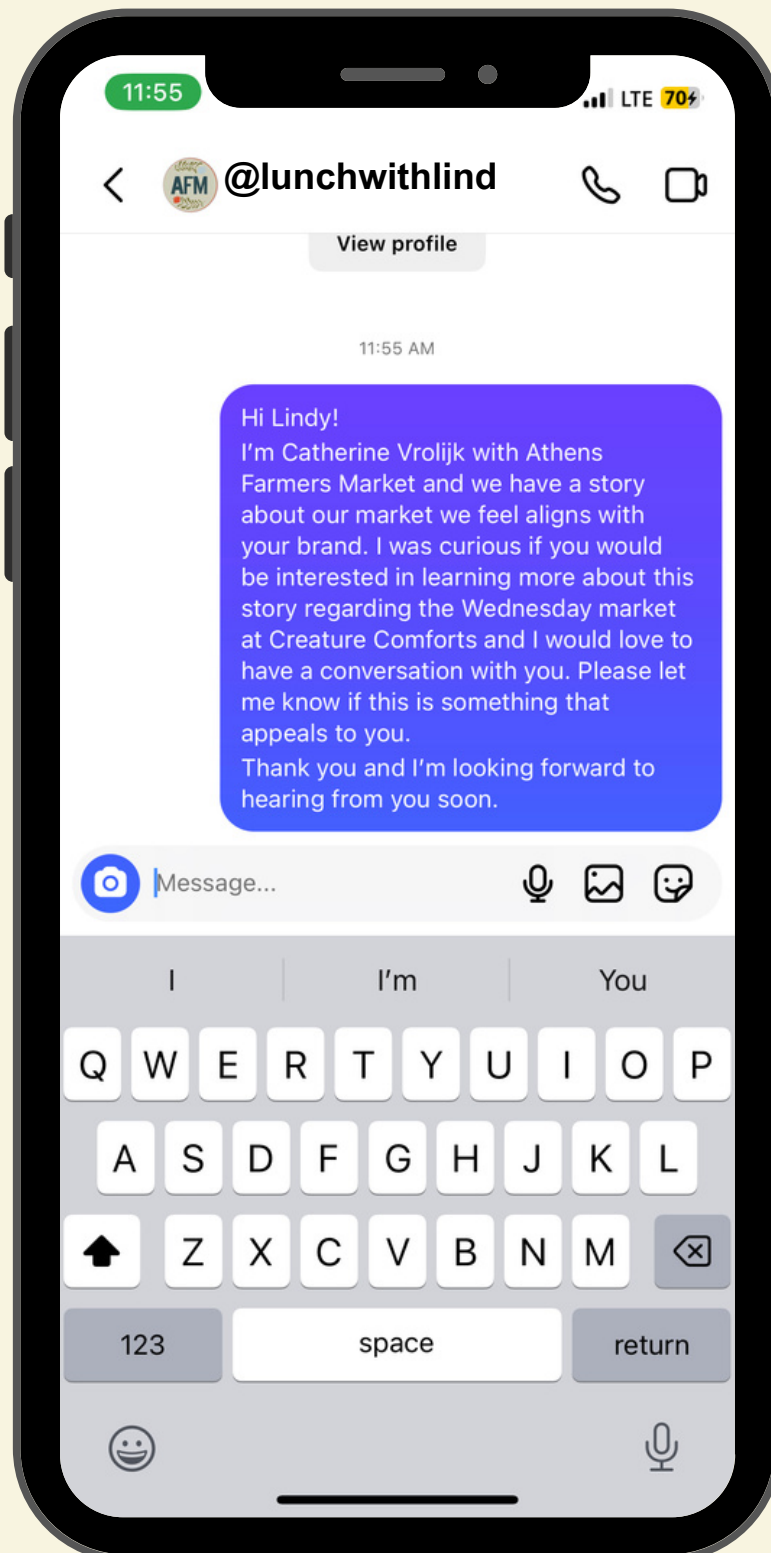 11:55
LTE 70
AFM @lunchwithlind
View profile
11:55 AM
Hi Lindy!
I'm Catherine Vrolijk with Athens
Farmers Market and we have a story
about our market we feel aligns with
your brand. I was curious if you would
be interested in learning more about this
story regarding the Wednesday market
at Creature Comforts and I would love to
have a conversation with you. Please let
me know if this is something that
appeals to you.
Thank you and I'm looking forward to
hearing from you soon.
Message...
I I'm You
Q W E R T Y U I O P
A S D F G H J K L
Z X C V B N M
123 space return